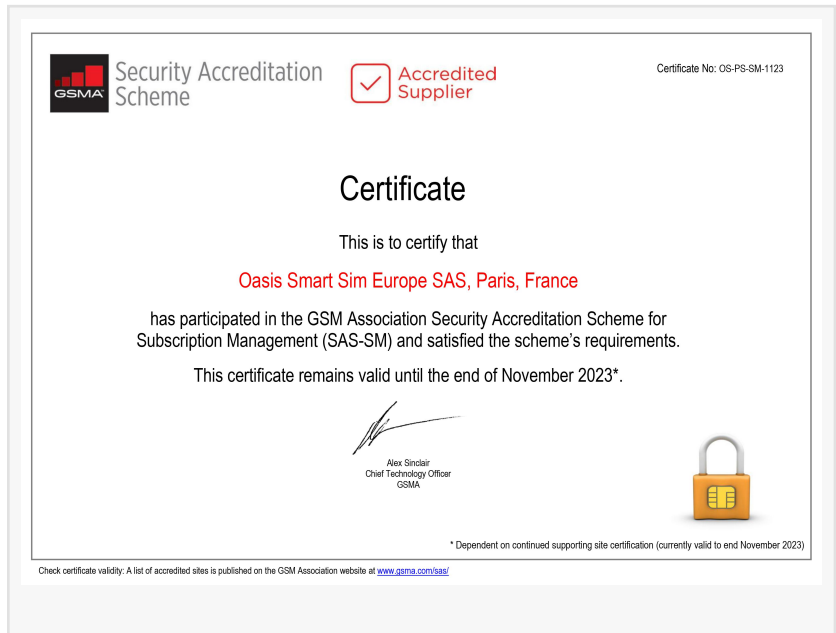 GSMA
Security Accreditation
Scheme
Accredited
Supplier
Certificate No: OS-PS-SM-1123
Certificate
This is to certify that
Oasis Smart Sim Europe SAS, Paris, France
has participated in the GSM Association Security Accreditation Scheme for
Subscription Management (SAS-SM) and satisfied the scheme's requirements.
This certificate remains valid until the end of November 2023*.
Alex Sinclair
Chief Technology Officer
GSMA
* Dependent on continued supporting site certification (currently valid to end November 2023)
Check certificate validity: A list of accredited sites is published on the GSM Association website at www.gsma.com/sas/